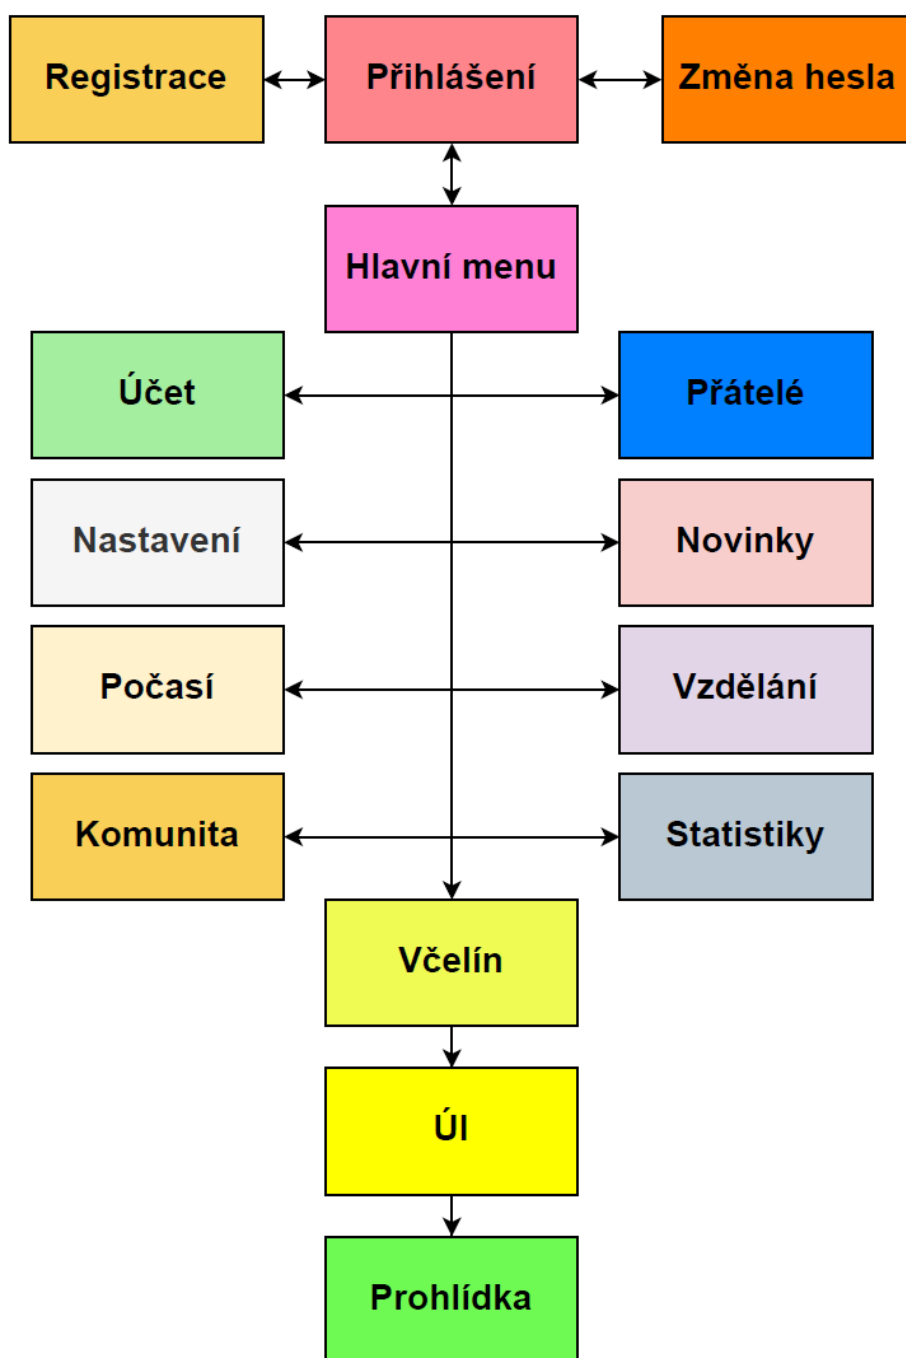 Registrace
Přihlášení
Změna hesla
Hlavní menu
Účet
Přátelé
Nastavení
Novinky
Počasí
Vzdělání
Komunita
Statistiky
Včelín
Úl
Prohlídka